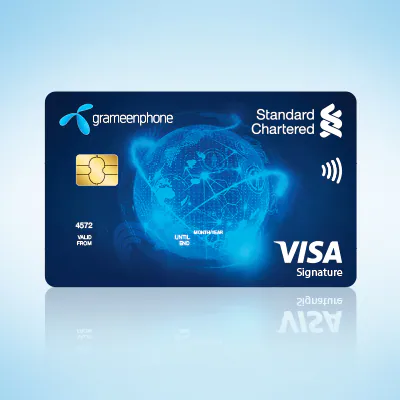 grameenphone
Standard
Chartered
4572
VALID
FROM
MONTH/YEAR
UNTIL
END
VISA
Signature